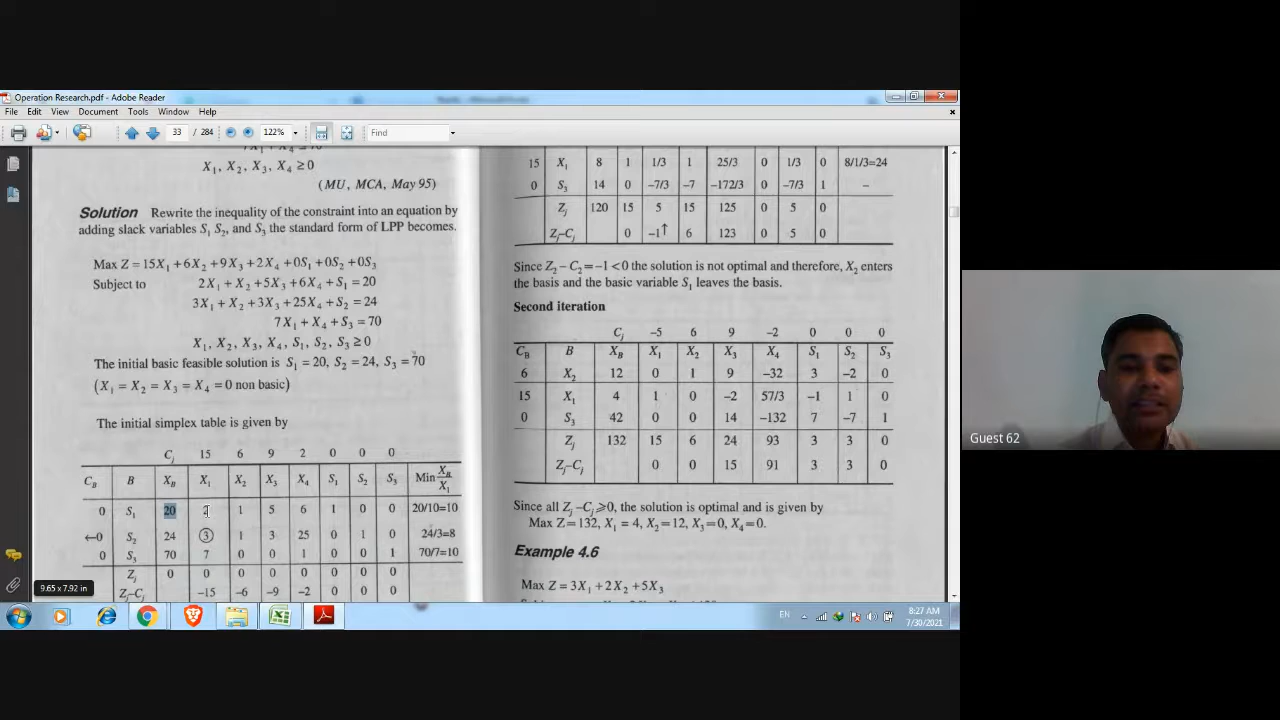 Operation Research.pdf - Adobe Reader
File Edit View Document Tools Window Help
33 / 284 122% Find
X1, X2, X3, X4 ≥ 0
(MU, MCA, May 95)
Solution Rewrite the inequality of the constraint into an equation by
adding slack variables S1 S2, and S3 the standard form of LPP becomes.
Max Z = 15X1 + 6X2 + 9X3 + 2X4 + 0S1 + 0S2 + 0S3
Subject to 2X1 + X2 + 5X3 + 6X4 + S1 = 20
3X1 + X2 + 3X3 + 25X4 + S2 = 24
7X1 + X4 + S3 = 70
X1, X2, X3, X4, S1, S2, S3 ≥ 0
The initial basic feasible solution is S1 = 20, S2 = 24, S3 = 70
(X1 = X2 = X3 = X4 = 0 non basic)
The initial simplex table is given by
Cj 15 6 9 2 0 0 0
CB B XB X1 X2 X3 X4 S1 S2 S3 Min XB/X1
0 S1 20 2 1 5 6 1 0 0 20/10=10
←0 S2 24 3 1 3 25 0 1 0 24/3=8
0 S3 70 7 0 0 1 0 0 1 70/7=10
Zj 0 0 0 0 0 0 0 0
Zj–Cj –15 –6 –9 –2 0 0 0
9.65 x 7.92 in
15 X1 8 1 1/3 1 25/3 0 1/3 0 8/1/3=24
0 S3 14 0 –7/3 –7 –172/3 0 –7/3 1 –
Zj 120 15 5 15 125 0 5 0
Zj–Cj 0 –1↑ 6 123 0 5 0
Since Z2 – C2 = –1 < 0 the solution is not optimal and therefore, X2 enters
the basis and the basic variable S1 leaves the basis.
Second iteration
Cj –5 6 9 –2 0 0 0
CB B XB X1 X2 X3 X4 S1 S2 S3
6 X2 12 0 1 9 –32 3 –2 0
15 X1 4 1 0 –2 57/3 –1 1 0
0 S3 42 0 0 14 –132 7 –7 1
Zj 132 15 6 24 93 3 3 0
Zj–Cj 0 0 15 91 3 3 0
Since all Zj – Cj ≥ 0, the solution is optimal and is given by
Max Z = 132, X1 = 4, X2 = 12, X3 = 0, X4 = 0.
Example 4.6
Max Z = 3X1 + 2X2 + 5X3
EN
8:27 AM
7/30/2021
Guest 62